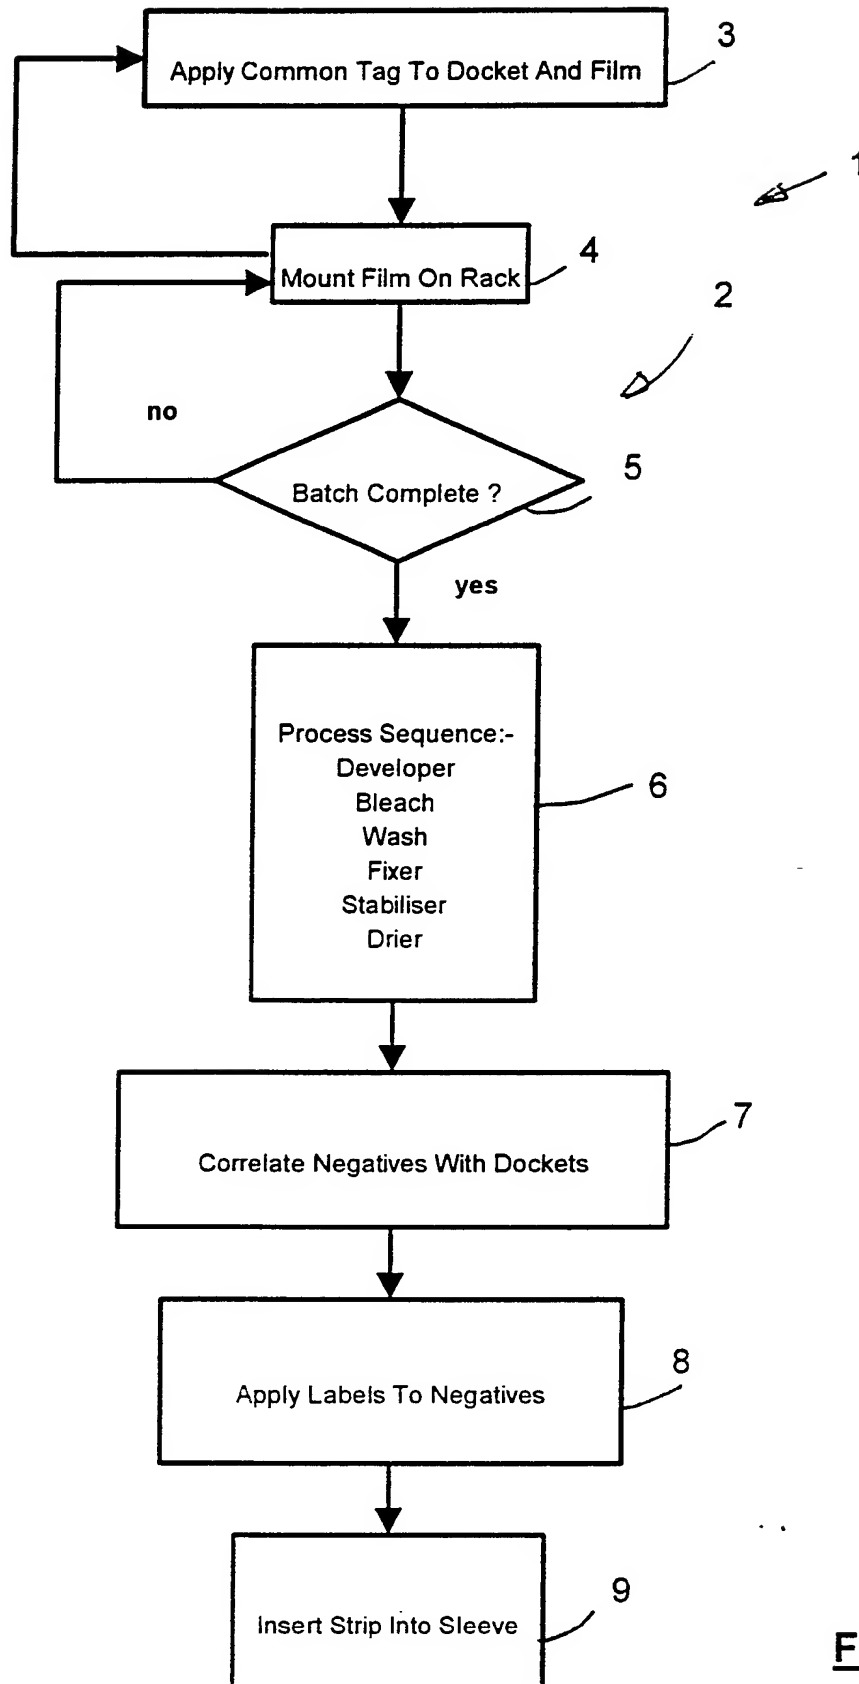 3
Apply Common Tag To Docket And Film
1
4
Mount Film On Rack
2
no
5
Batch Complete ?
yes
Process Sequence:-
Developer
Bleach
Wash
Fixer
Stabiliser
Drier
6
7
Correlate Negatives With Dockets
8
Apply Labels To Negatives
9
Insert Strip Into Sleeve
F